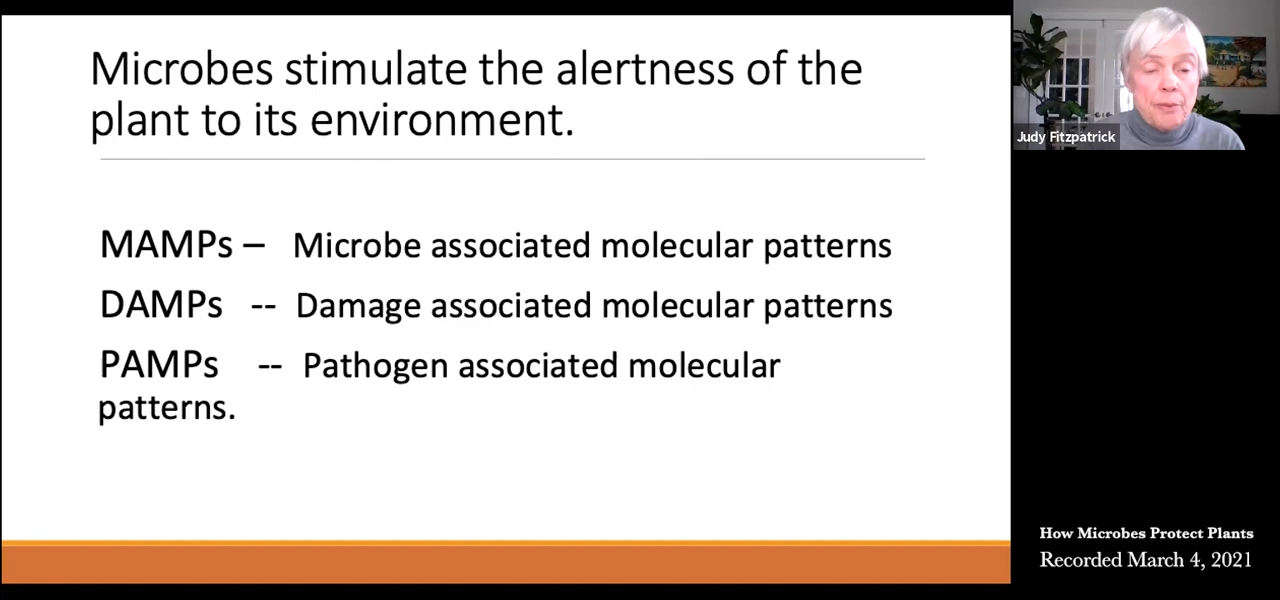 Microbes stimulate the alertness of the
plant to its environment.
MAMPs – Microbe associated molecular patterns
DAMPs -- Damage associated molecular patterns
PAMPs -- Pathogen associated molecular
patterns.
Judy Fitzpatrick
How Microbes Protect Plants
Recorded March 4, 2021